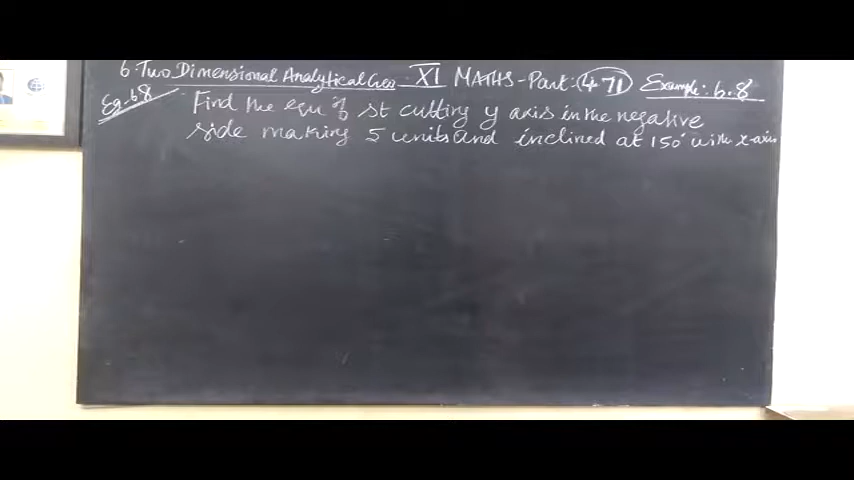 6. Two Dimensional Analytical Geo XI MATHS - Part: 471 Example: 6.8
Eg. 6.8 Find the equ of st cutting y axis in the negative
side making 5 units and inclined at 150° with x-axis